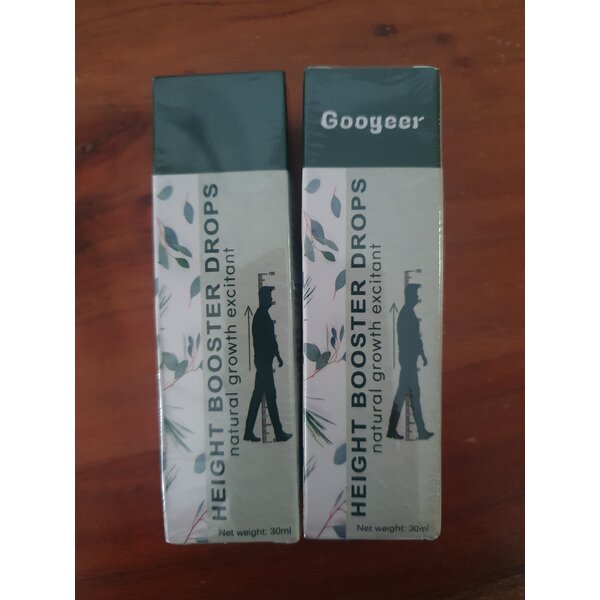 HEIGHT BOOSTER DROPS
natural growth excitant
Net weight: 30ml
Googeer
HEIGHT BOOSTER DROPS
natural growth excitant
Net weight: 30ml